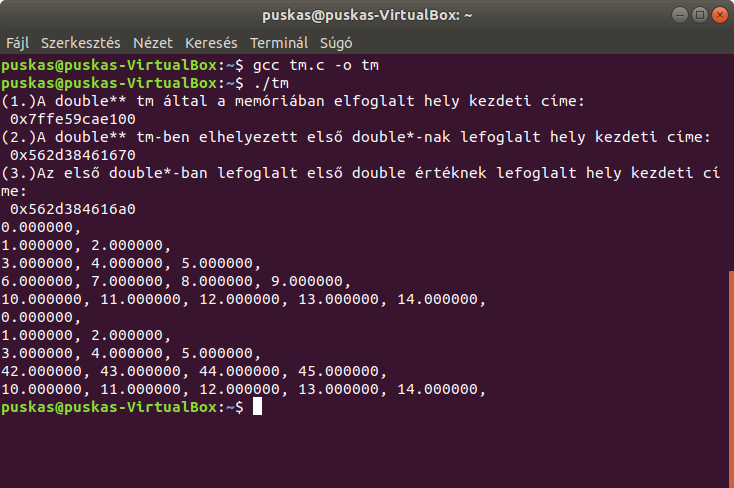 puskas@puskas-VirtualBox: ~
Fájl Szerkesztés Nézet Keresés Terminál Súgó
puskas@puskas-VirtualBox:~$ gcc tm.c -o tm
puskas@puskas-VirtualBox:~$ ./tm
(1.)A double** tm által a memóriában elfoglalt hely kezdeti címe:
 0x7ffe59cae100
(2.)A double** tm-ben elhelyezett első double*-nak lefoglalt hely kezdeti címe:
 0x562d38461670
(3.)Az első double*-ban lefoglalt első double értéknek lefoglalt hely kezdeti cí
me:
 0x562d384616a0
0.000000,
1.000000, 2.000000,
3.000000, 4.000000, 5.000000,
6.000000, 7.000000, 8.000000, 9.000000,
10.000000, 11.000000, 12.000000, 13.000000, 14.000000,
0.000000,
1.000000, 2.000000,
3.000000, 4.000000, 5.000000,
42.000000, 43.000000, 44.000000, 45.000000,
10.000000, 11.000000, 12.000000, 13.000000, 14.000000,
puskas@puskas-VirtualBox:~$